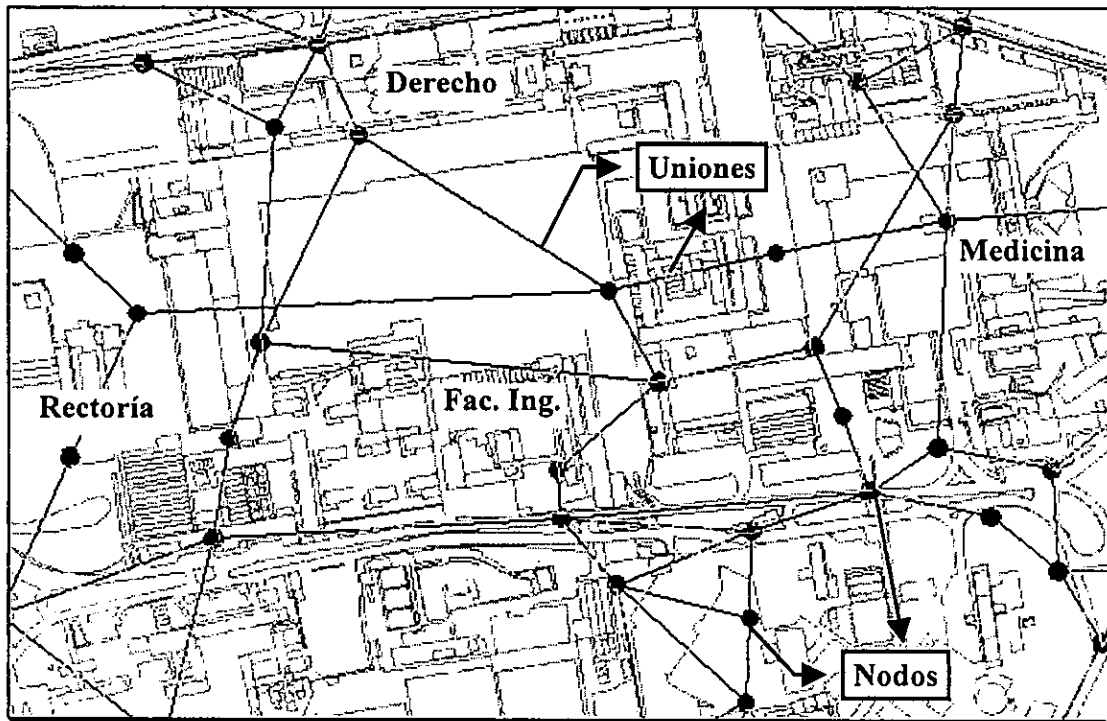 Derecho
Uniones
Medicina
Rectoría
Fac. Ing.
Nodos